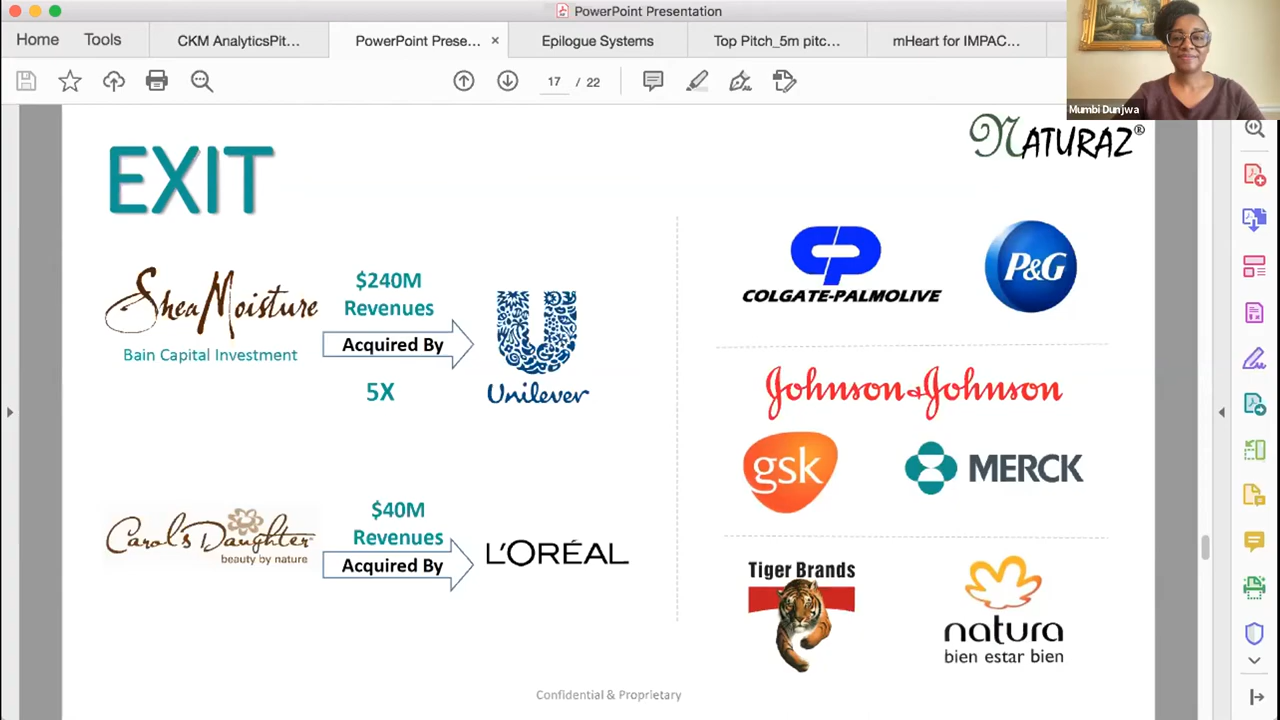 PowerPoint Presentation
Home
Tools
CKM AnalyticsPit...
PowerPoint Prese...
×
Epilogue Systems
Top Pitch_5m pitc...
mHeart for IMPAC...
Mumbi Dunjwa
17 / 22
NATURAZ®
EXIT
SheaMoisture
Bain Capital Investment
$240M
Revenues
Acquired By
5X
Unilever
Carol's Daughter
beauty by nature
$40M
Revenues
Acquired By
L'ORÉAL
CP
COLGATE-PALMOLIVE
P&G
Johnson & Johnson
gsk
MERCK
Tiger Brands
natura
bien estar bien
Confidential & Proprietary